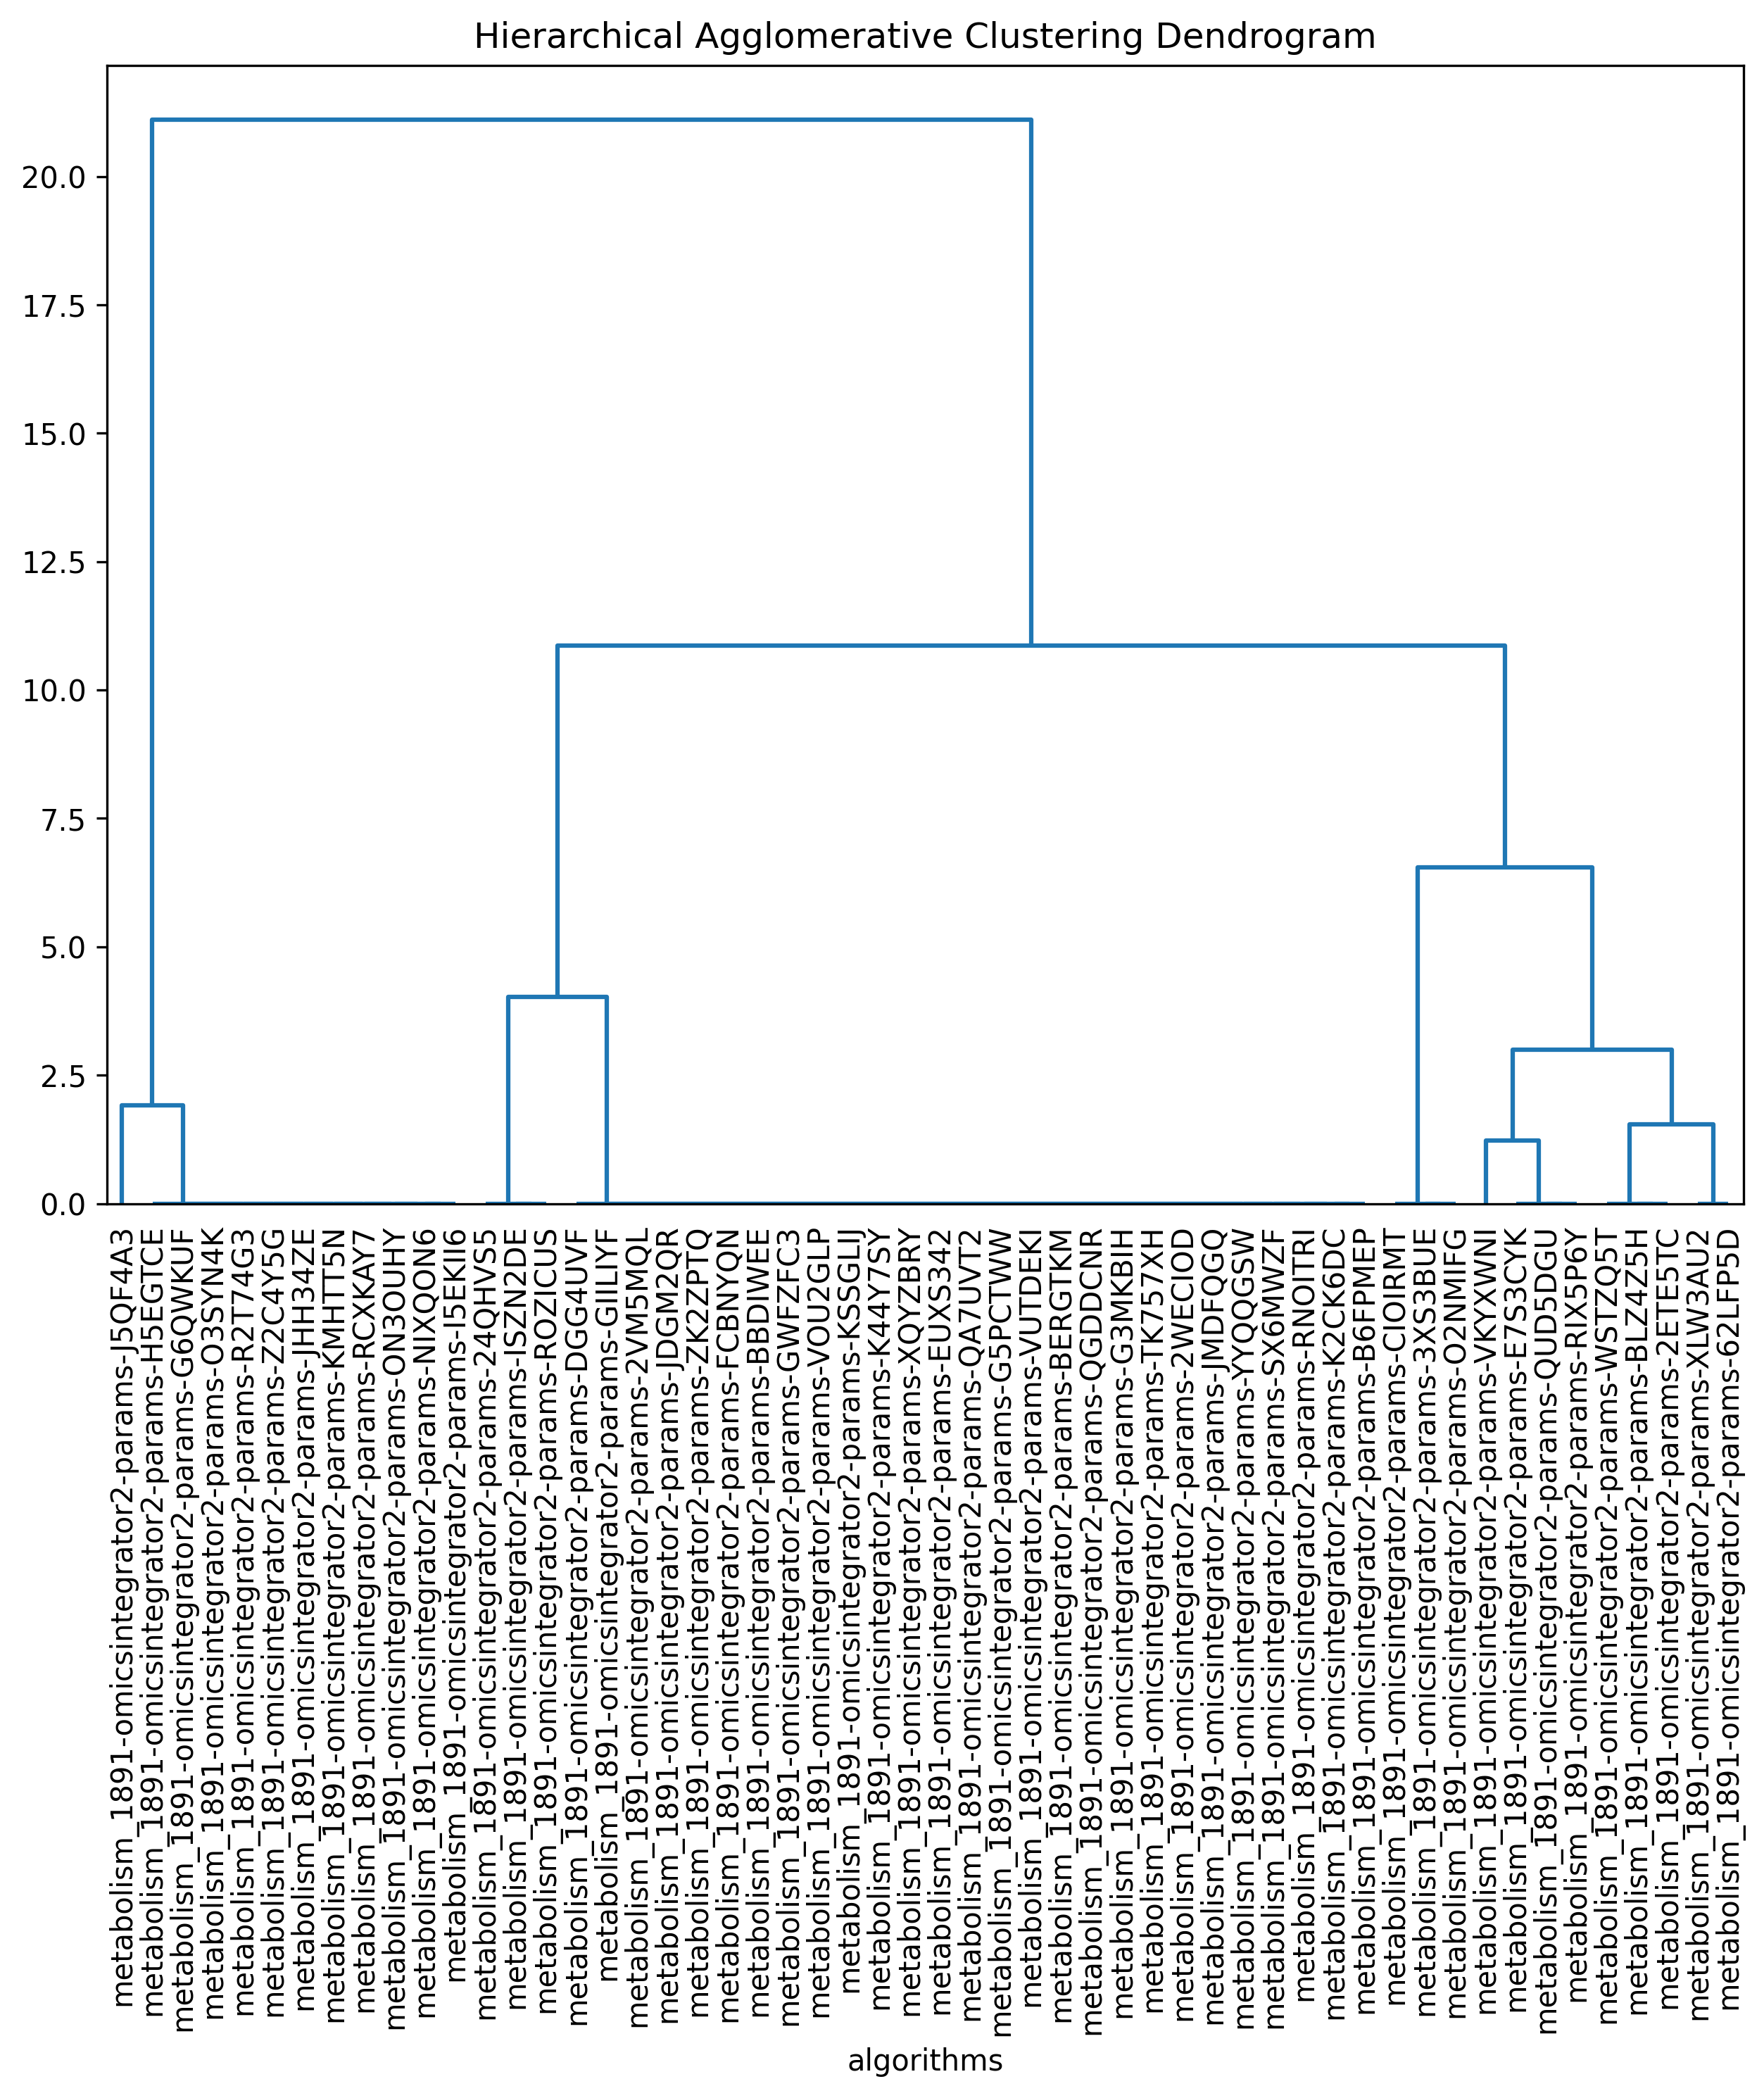 Hierarchical Agglomerative Clustering Dendrogram
20.0
17.5
15.0
12.5
10.0
7.5
5.0
2.5
0.0
metabolism_1891-omicsintegrator2-params-J5QF4A3
metabolism_1891-omicsintegrator2-params-H5EGTCE
metabolism_1891-omicsintegrator2-params-G6QWKUF
metabolism_1891-omicsintegrator2-params-O3SYN4K
metabolism_1891-omicsintegrator2-params-R2T74G3
metabolism_1891-omicsintegrator2-params-Z2C4Y5G
metabolism_1891-omicsintegrator2-params-JHH34ZE
metabolism_1891-omicsintegrator2-params-KMHTT5N
metabolism_1891-omicsintegrator2-params-RCXKAY7
metabolism_1891-omicsintegrator2-params-ON3OUHY
metabolism_1891-omicsintegrator2-params-NIXQON6
metabolism_1891-omicsintegrator2-params-I5EKII6
metabolism_1891-omicsintegrator2-params-24QHVS5
metabolism_1891-omicsintegrator2-params-ISZN2DE
metabolism_1891-omicsintegrator2-params-ROZICUS
metabolism_1891-omicsintegrator2-params-DGG4UVF
metabolism_1891-omicsintegrator2-params-GIILIYF
metabolism_1891-omicsintegrator2-params-2VM5MQL
metabolism_1891-omicsintegrator2-params-JDGM2QR
metabolism_1891-omicsintegrator2-params-ZK2ZPTQ
metabolism_1891-omicsintegrator2-params-FCBNYQN
metabolism_1891-omicsintegrator2-params-BBDIWEE
metabolism_1891-omicsintegrator2-params-GWFZFC3
metabolism_1891-omicsintegrator2-params-VOU2GLP
metabolism_1891-omicsintegrator2-params-KSSGLIJ
metabolism_1891-omicsintegrator2-params-K44Y7SY
metabolism_1891-omicsintegrator2-params-XQYZBRY
metabolism_1891-omicsintegrator2-params-EUXS342
metabolism_1891-omicsintegrator2-params-QA7UVT2
metabolism_1891-omicsintegrator2-params-G5PCTWW
metabolism_1891-omicsintegrator2-params-VUTDEKI
metabolism_1891-omicsintegrator2-params-BERGTKM
metabolism_1891-omicsintegrator2-params-QGDDCNR
metabolism_1891-omicsintegrator2-params-G3MKBIH
metabolism_1891-omicsintegrator2-params-TK757XH
metabolism_1891-omicsintegrator2-params-2WECIOD
metabolism_1891-omicsintegrator2-params-JMDFQGQ
metabolism_1891-omicsintegrator2-params-YYQQGSW
metabolism_1891-omicsintegrator2-params-SX6MWZF
metabolism_1891-omicsintegrator2-params-RNOITRI
metabolism_1891-omicsintegrator2-params-K2CK6DC
metabolism_1891-omicsintegrator2-params-B6FPMEP
metabolism_1891-omicsintegrator2-params-CIOIRMT
metabolism_1891-omicsintegrator2-params-3XS3BUE
metabolism_1891-omicsintegrator2-params-O2NMIFG
metabolism_1891-omicsintegrator2-params-VKYXWNI
metabolism_1891-omicsintegrator2-params-E7S3CYK
metabolism_1891-omicsintegrator2-params-QUD5DGU
metabolism_1891-omicsintegrator2-params-RIX5P6Y
metabolism_1891-omicsintegrator2-params-WSTZQ5T
metabolism_1891-omicsintegrator2-params-BLZ4Z5H
metabolism_1891-omicsintegrator2-params-2ETE5TC
metabolism_1891-omicsintegrator2-params-XLW3AU2
metabolism_1891-omicsintegrator2-params-62LFP5D
algorithms